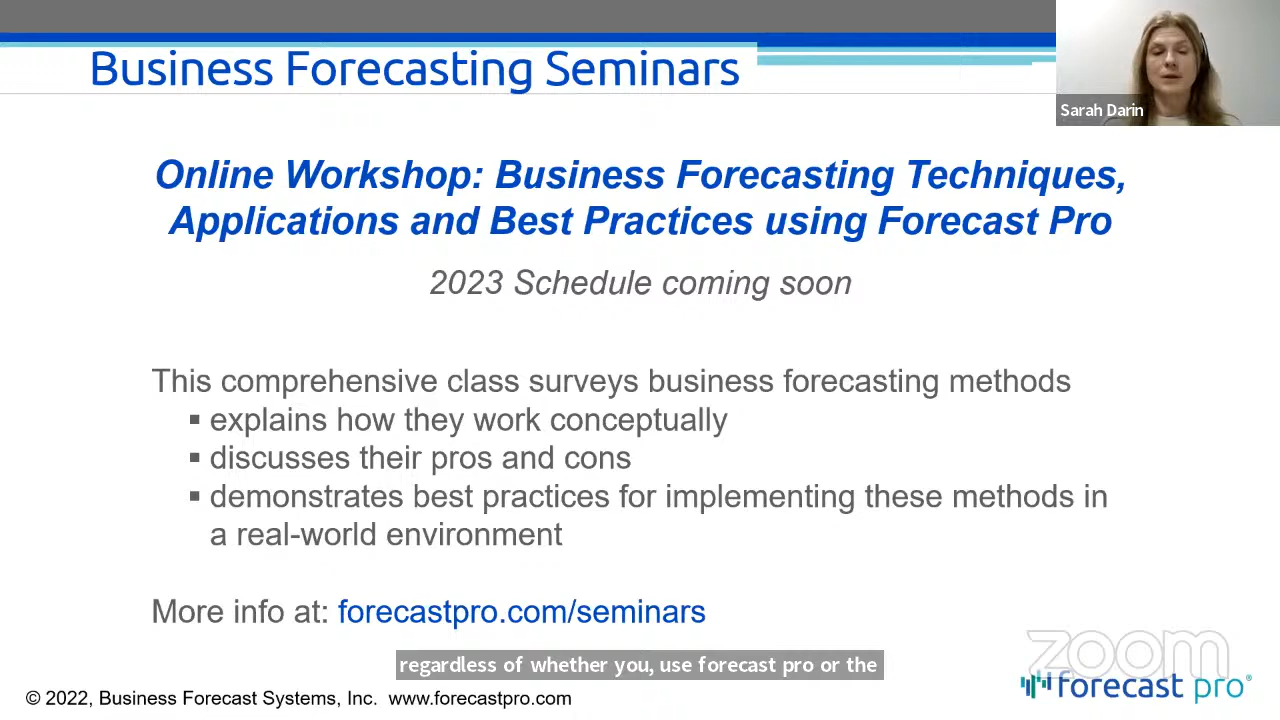 Business Forecasting Seminars
Sarah Darin
Online Workshop: Business Forecasting Techniques,
Applications and Best Practices using Forecast Pro
2023 Schedule coming soon
This comprehensive class surveys business forecasting methods
▪ explains how they work conceptually
▪ discusses their pros and cons
▪ demonstrates best practices for implementing these methods in
a real-world environment
More info at: forecastpro.com/seminars
zoom
regardless of whether you, use forecast pro or the
forecast pro®
© 2022, Business Forecast Systems, Inc. www.forecastpro.com